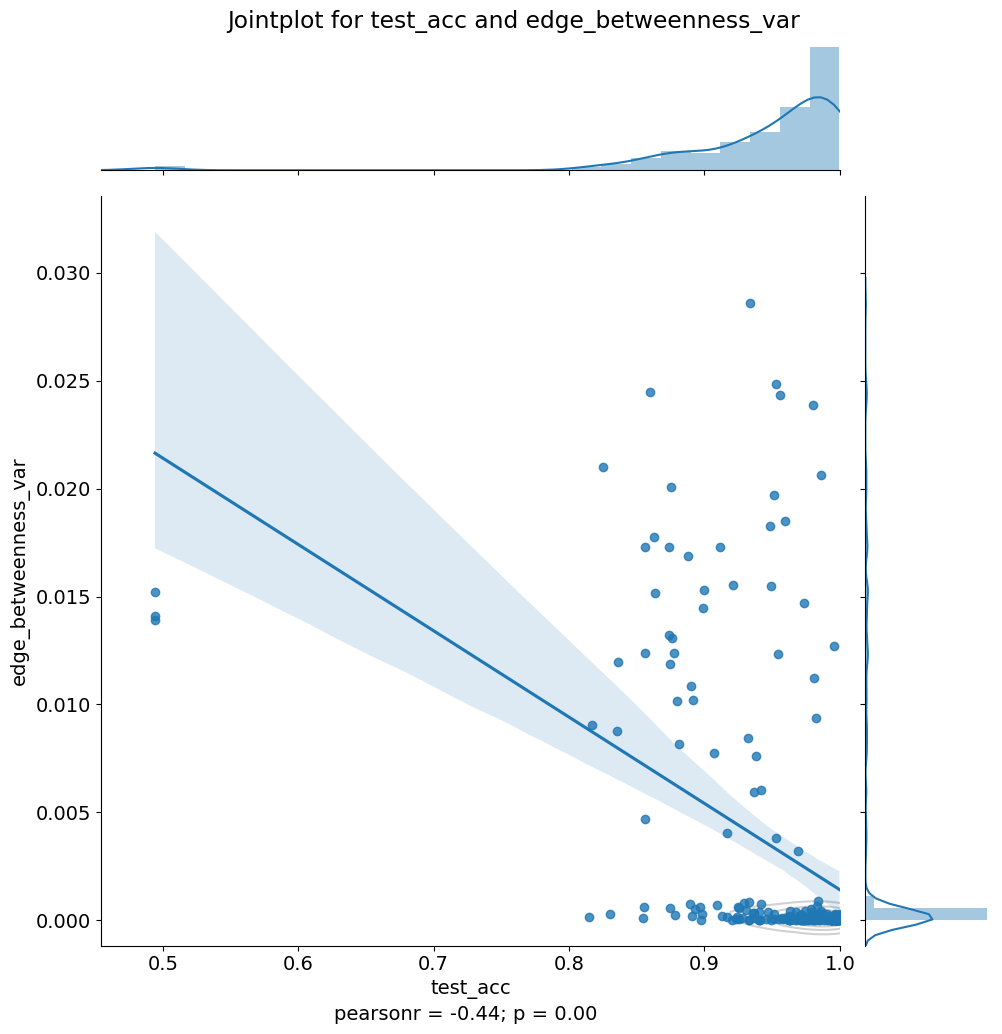 Jointplot for test_acc and edge_betweenness_var
0.030
0.025
0.020
0.015
0.010
0.005
0.000
edge_betweenness_var
0.5 0.6 0.7 0.8 0.9 1.0
test_acc
pearsonr = -0.44; p = 0.00